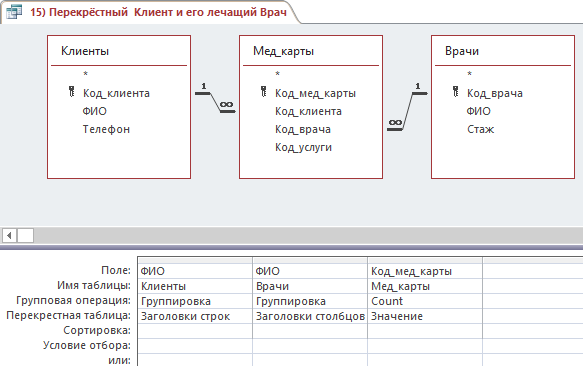 15) Перекрёстный Клиент и его лечащий Врач
Клиенты
*
Код_клиента
ФИО
Телефон
1
∞
Мед_карты
*
Код_мед_карты
Код_клиента
Код_врача
Код_услуги
1
∞
Врачи
*
Код_врача
ФИО
Стаж
Поле: ФИО ФИО Код_мед_карты
Имя таблицы: Клиенты Врачи Мед_карты
Групповая операция: Группировка Группировка Count
Перекрестная таблица: Заголовки строк Заголовки столбцов Значение
Сортировка:
Условие отбора:
или: